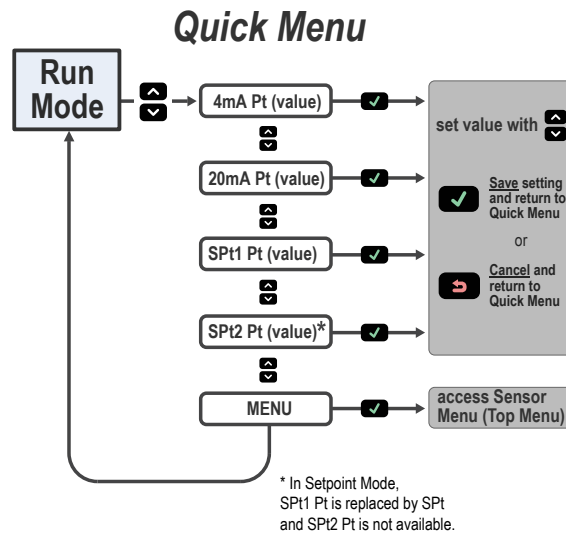 Quick Menu
Run
Mode
4mA Pt (value)
20mA Pt (value)
SPt1 Pt (value)
SPt2 Pt (value)*
MENU
set value with
Save setting
and return to
Quick Menu
or
Cancel and
return to
Quick Menu
access Sensor
Menu (Top Menu)
* In Setpoint Mode,
SPt1 Pt is replaced by SPt
and SPt2 Pt is not available.